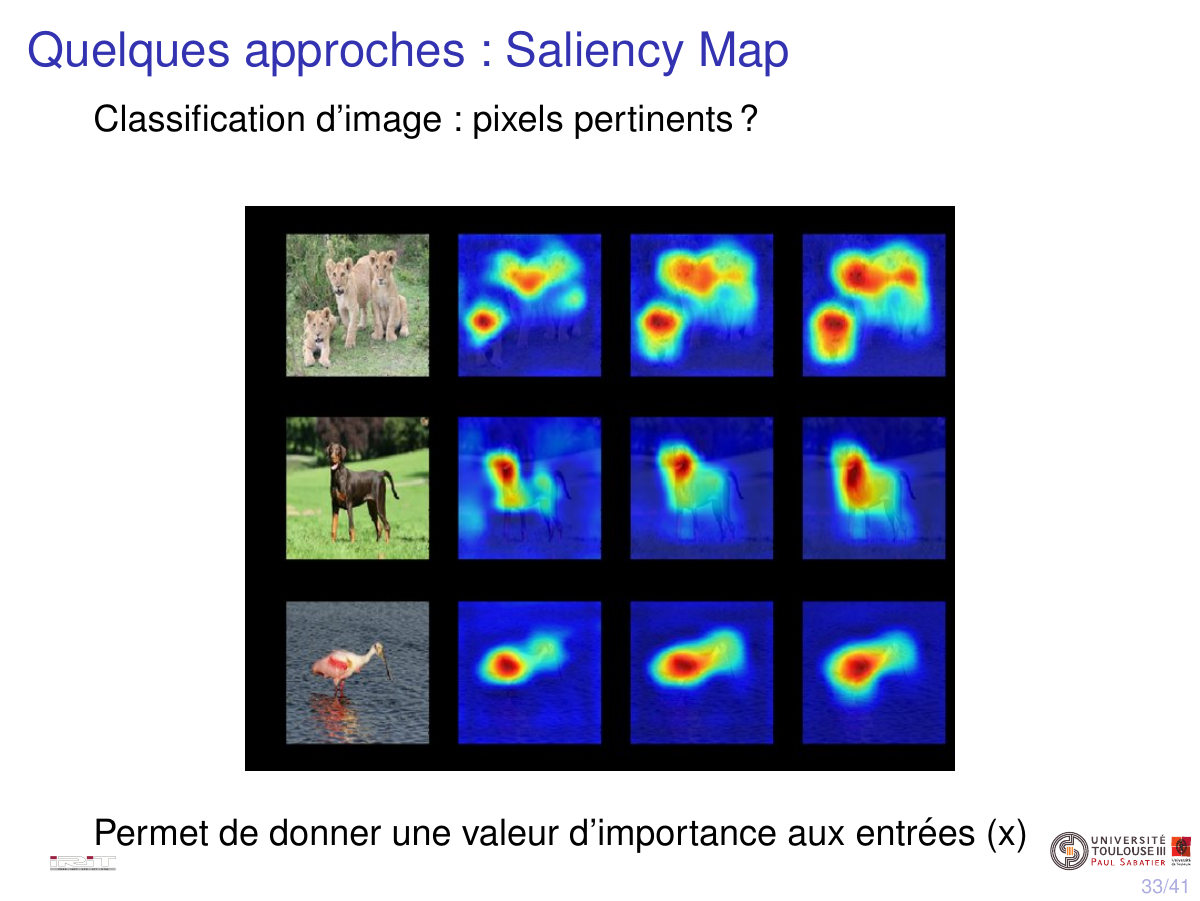 Quelques approches : Saliency Map
Classification d'image : pixels pertinents ?
Permet de donner une valeur d'importance aux entrées (x)
IRIT
UNIVERSITÉ
TOULOUSE III
PAUL SABATIER
33/41